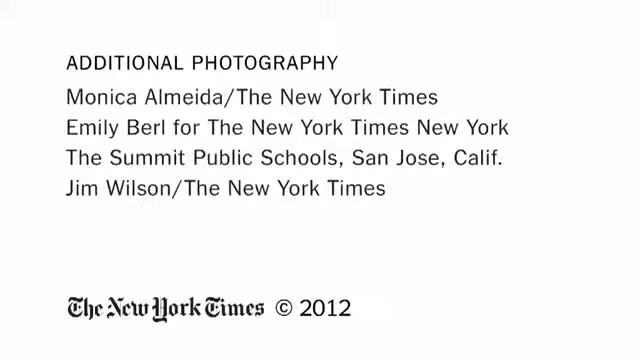 ADDITIONAL PHOTOGRAPHY
Monica Almeida/The New York Times
Emily Berl for The New York Times New York
The Summit Public Schools, San Jose, Calif.
Jim Wilson/The New York Times
The New York Times © 2012